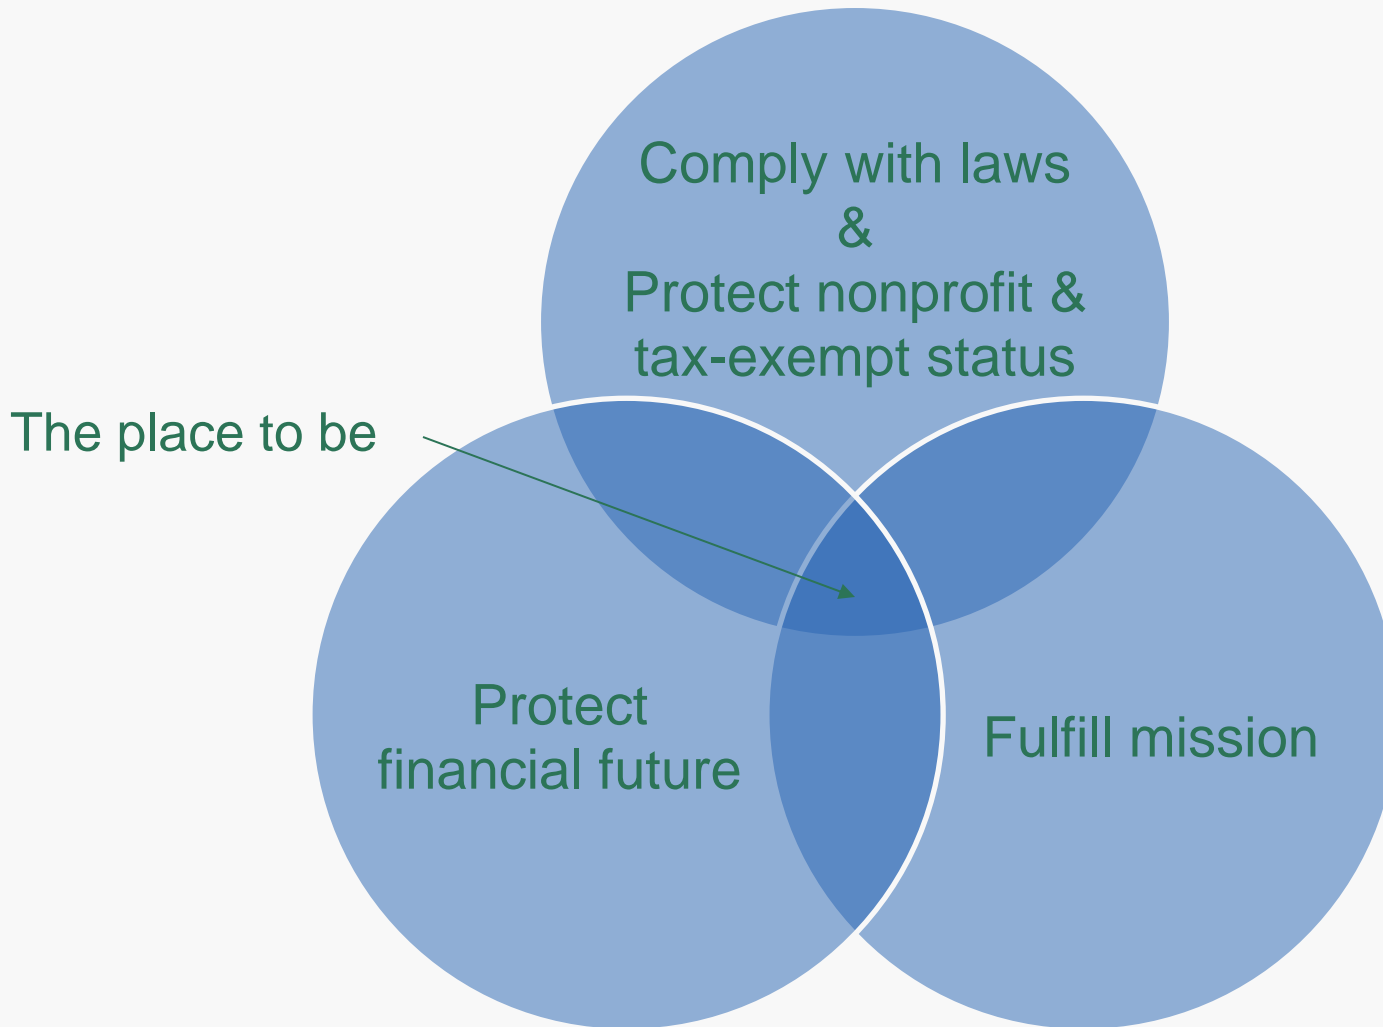 Comply with laws
&
Protect nonprofit &
tax-exempt status
The place to be
Protect
financial future
Fulfill mission